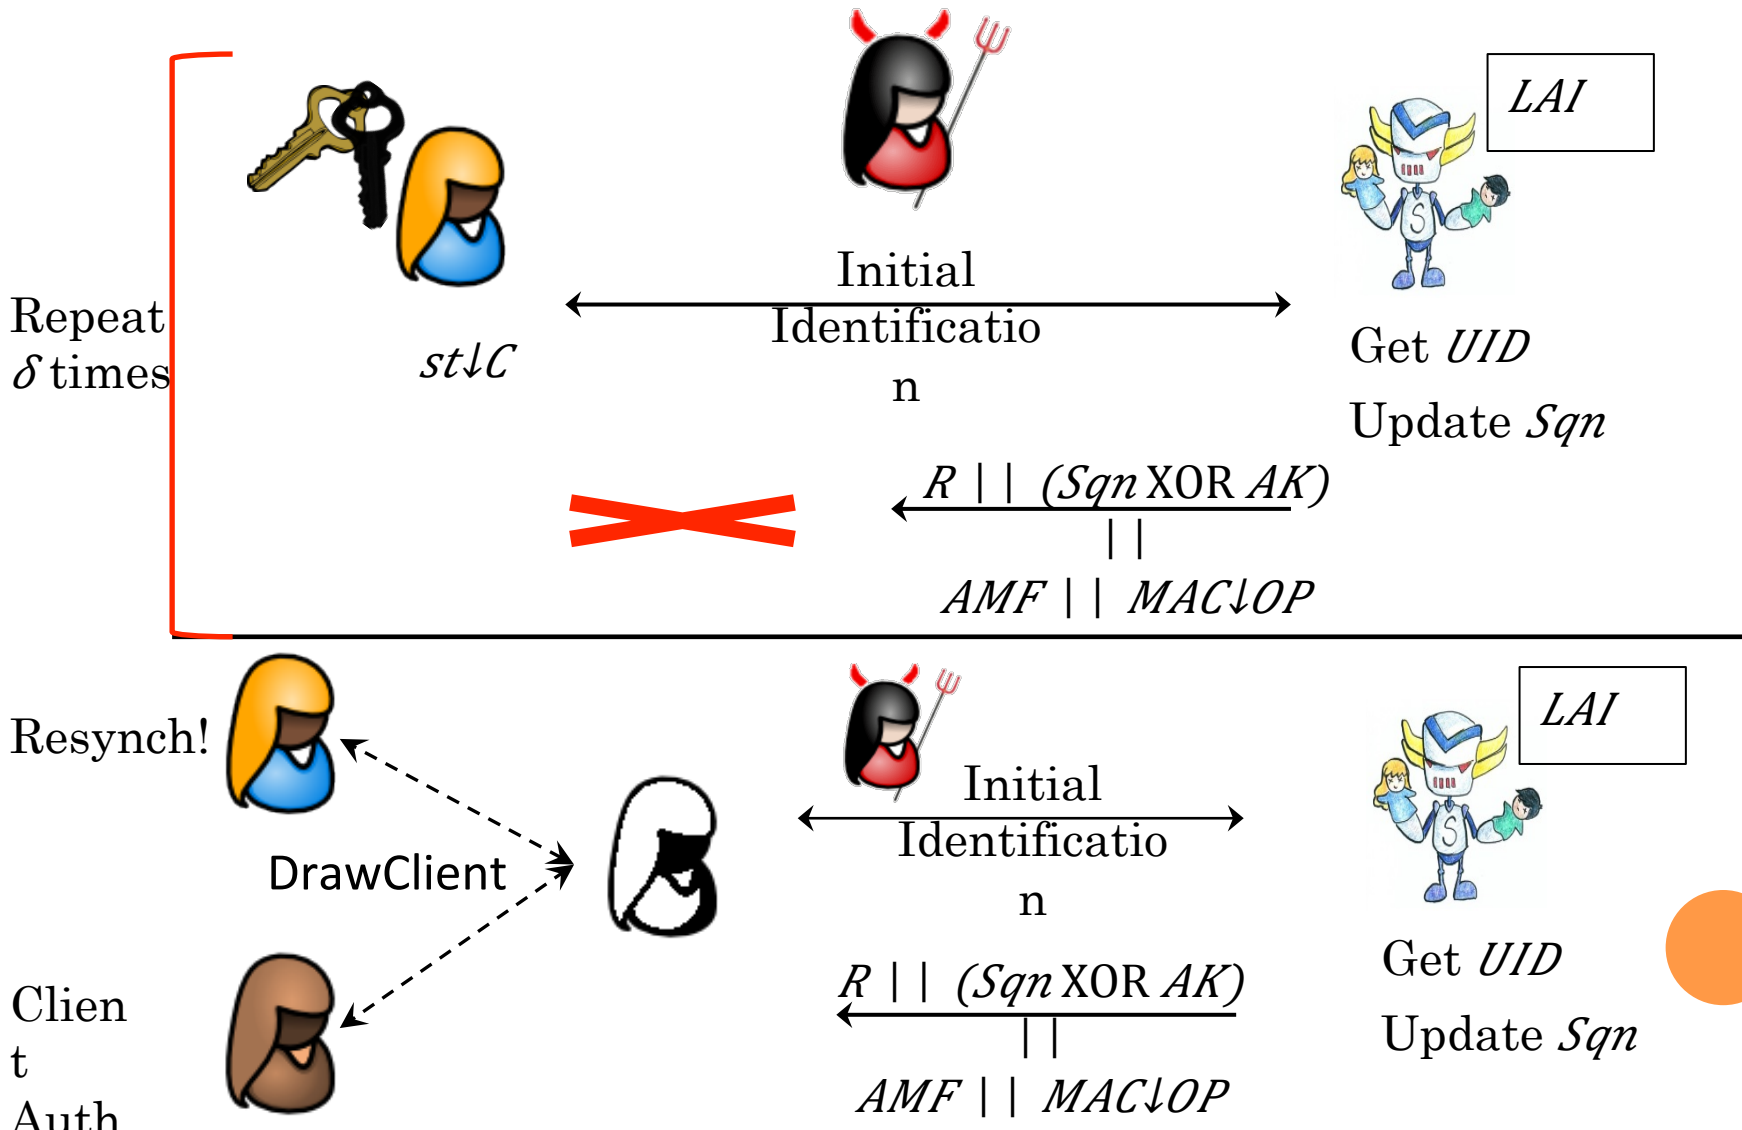 LAI
Initial
Identificatio
n
Repeat
δ times
st↓C
Get UID
Update Sqn
R || (Sqn XOR AK)
||
AMF || MAC↓OP
LAI
S
Resynch!
Initial
Identificatio
n
DrawClient
S
Get UID
Update Sqn
R || (Sqn XOR AK)
||
AMF || MAC↓OP
Clien
t
Auth